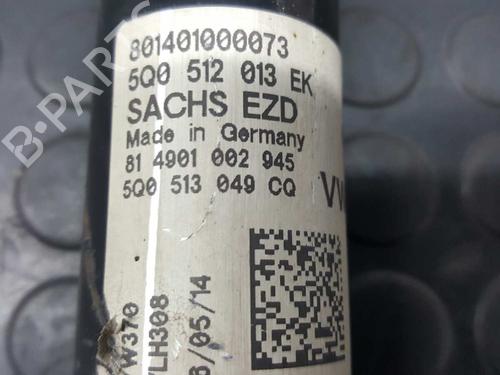 801401000073
5Q0 512 013 EK
SACHS EZD
Made in Germany
81 4901 002 945
5Q0 513 049 CQ
VW
W370
LH308
/05/14
B-PARTS